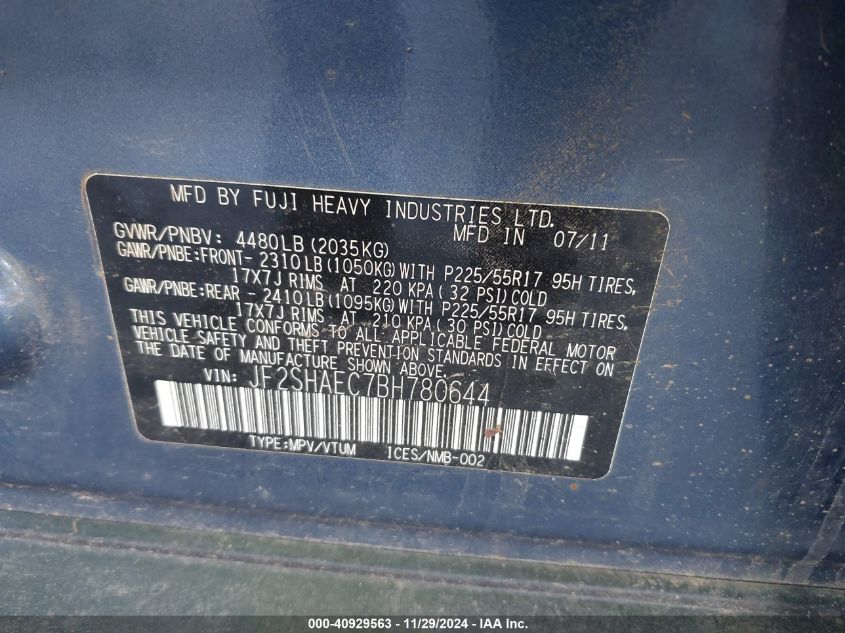 MFD BY FUJI HEAVY INDUSTRIES LTD.
MFD IN 07/11
GVWR/PNBV: 4480LB (2035KG)
GAWR/PNBE:FRONT- 2310LB (1050KG) WITH P225/55R17 95H TIRES,
17X7J RIMS AT 220 KPA ( 32 PSI) COLD
GAWR/PNBE:REAR - 2410LB (1095KG) WITH P225/55R17 95H TIRES,
17X7J RIMS AT 210 KPA ( 30 PSI) COLD
THIS VEHICLE CONFORMS TO ALL APPLICABLE FEDERAL MOTOR
VEHICLE SAFETY AND THEFT PREVENTION STANDARDS IN EFFECT ON
THE DATE OF MANUFACTURE SHOWN ABOVE.
VIN: JF2SHAEC7BH780644
TYPE:MPV/VTUM ICES/NMB-002
000-40929563 - 11/29/2024 - IAA Inc.